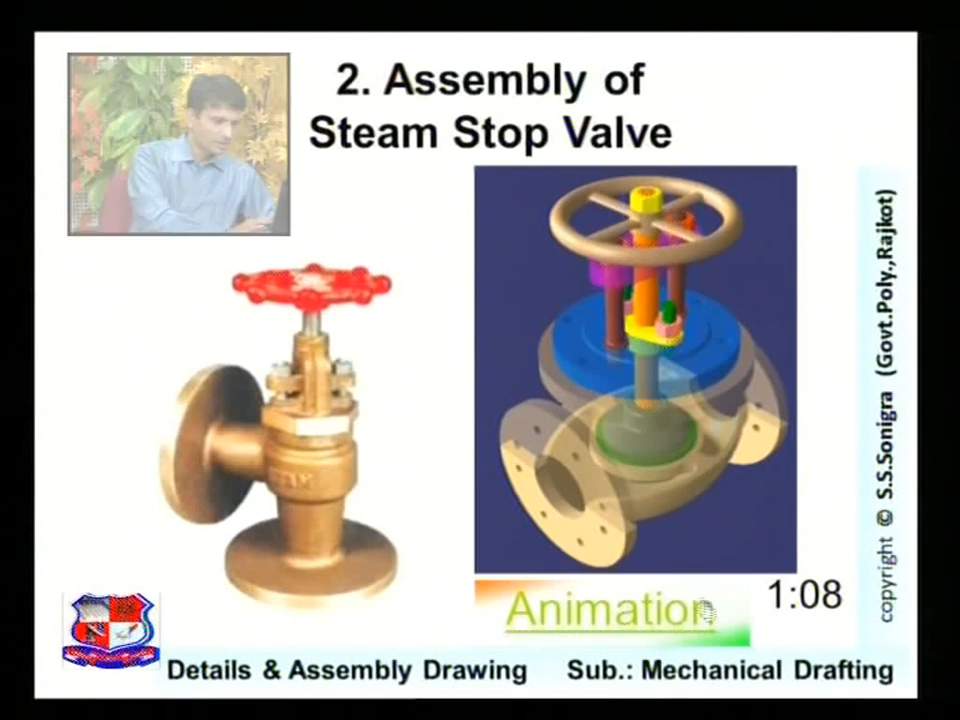 2. Assembly of
Steam Stop Valve
copyright © S.S.Sonigra (Govt.Poly.,Rajkot)
Animation
1:08
Details & Assembly Drawing Sub.: Mechanical Drafting